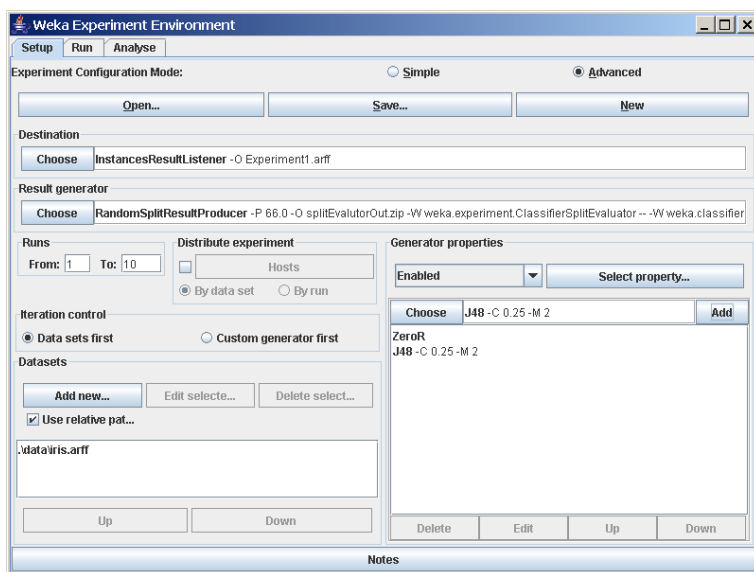 Weka Experiment Environment
Setup Run Analyse
Experiment Configuration Mode: Simple Advanced
Open... Save... New
Destination
Choose InstancesResultListener -O Experiment1.arff
Result generator
Choose RandomSplitResultProducer -P 66.0 -O splitEvalutorOut.zip -W weka.experiment.ClassifierSplitEvaluator -- -W weka.classifier
Runs
From: 1 To: 10
Distribute experiment
Hosts
By data set By run
Generator properties
Enabled Select property...
Iteration control
Data sets first Custom generator first
Choose J48 -C 0.25 -M 2 Add
ZeroR
J48 -C 0.25 -M 2
Datasets
Add new... Edit selecte... Delete select...
Use relative pat...
.\data\iris.arff
Up Down
Delete Edit Up Down
Notes